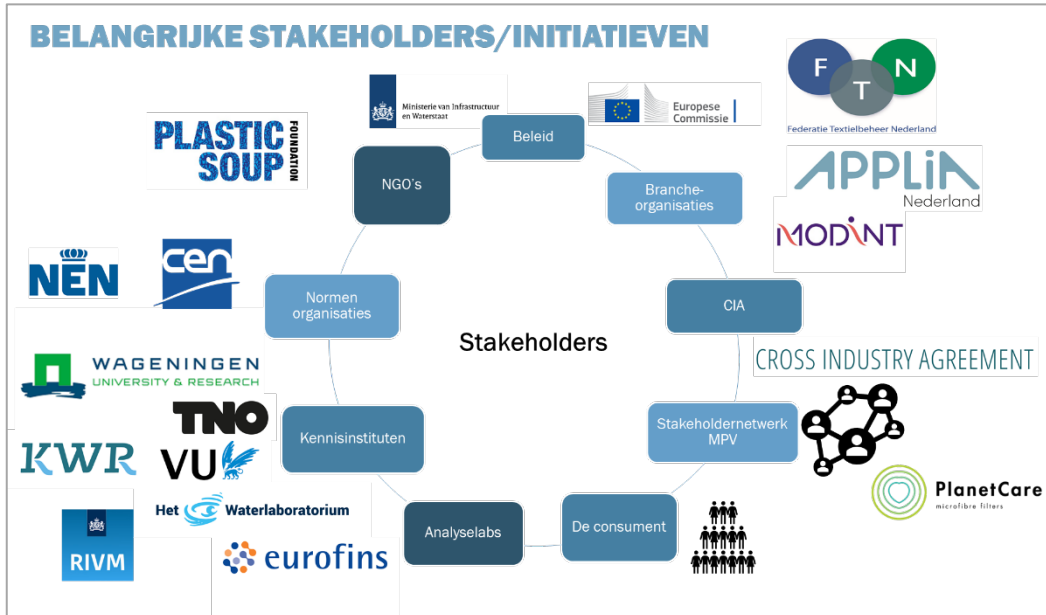 BELANGRIJKE STAKEHOLDERS/INITIATIEVEN
Ministerie van Infrastructuur
en Waterstaat
Europese
Commissie
F
T
N
Federatie Textielbeheer Nederland
PLASTIC
SOUP
FOUNDATION
Beleid
NGO's
Branche-
organisaties
APPLiA
Nederland
MODINT
NEN
cen
Normen
organisaties
CIA
Stakeholders
CROSS INDUSTRY AGREEMENT
WAGENINGEN
UNIVERSITY & RESEARCH
TNO
KWR
VU
Kennisinstituten
Stakeholdernetwerk
MPV
PlanetCare
microfibre filters
Het Waterlaboratorium
Analyselabs
De consument
RIVM
eurofins